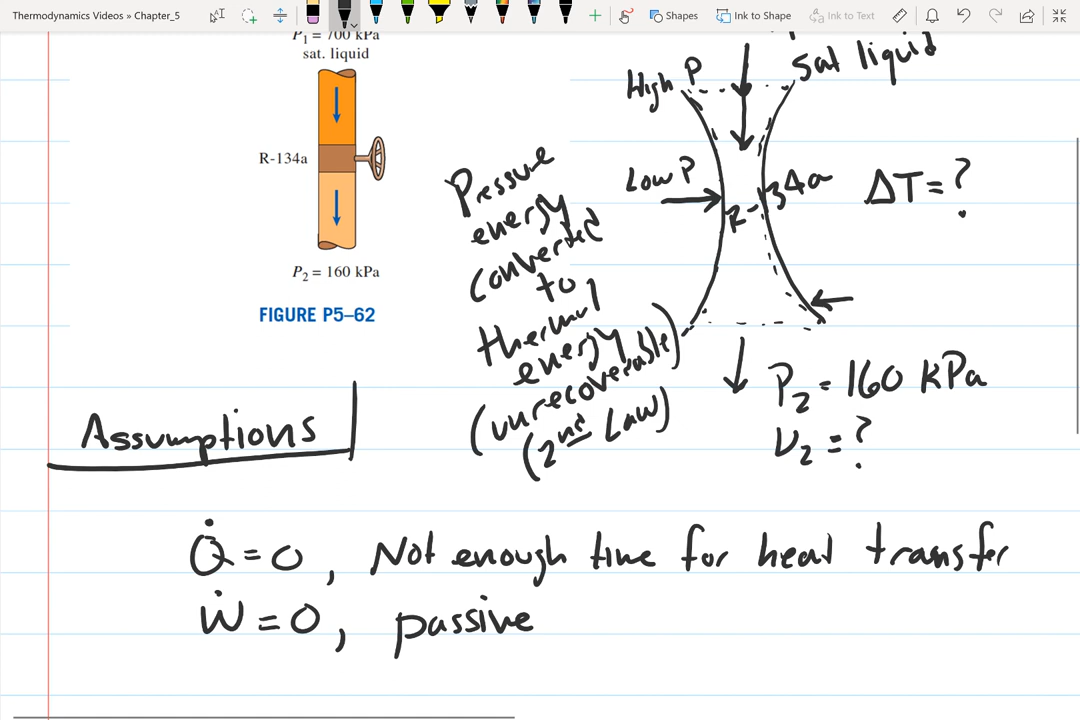 Thermodynamics Videos » Chapter_5
Shapes
Ink to Shape
Ink to Text
P1 = 700 kPa
sat. liquid
R-134a
P2 = 160 kPa
FIGURE P5–62
sat liquid
High P
Low P
R-134a
ΔT = ?
Pressure
energy
converted
to
thermal
energy
(unrecoverable)
(2nd Law)
P2 = 160 kPa
V2 = ?
Assumptions
Q̇ = 0, Not enough time for heat transfer
Ẇ = 0, passive